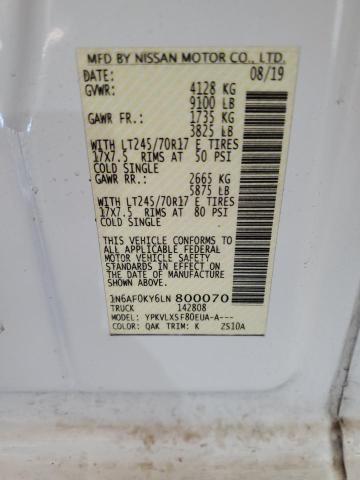 MFD BY NISSAN MOTOR CO., LTD.
DATE: 08/19
GVWR: 4128 KG
9100 LB
GAWR FR.: 1735 KG
3825 LB
WITH LT245/70R17 E TIRES
17X7.5 RIMS AT 50 PSI
COLD SINGLE
GAWR RR.: 2665 KG
5875 LB
WITH LT245/70R17 E TIRES
17X7.5 RIMS AT 80 PSI
COLD SINGLE
THIS VEHICLE CONFORMS TO
ALL APPLICABLE FEDERAL
MOTOR VEHICLE SAFETY
STANDARDS IN EFFECT ON
THE DATE OF MANUFACTURE
SHOWN ABOVE.
1N6AF0KY6LN 800070
TRUCK 142808
MODEL: YPKVLXSF80EUA-A---
COLOR: QAK TRIM: K ZS10A